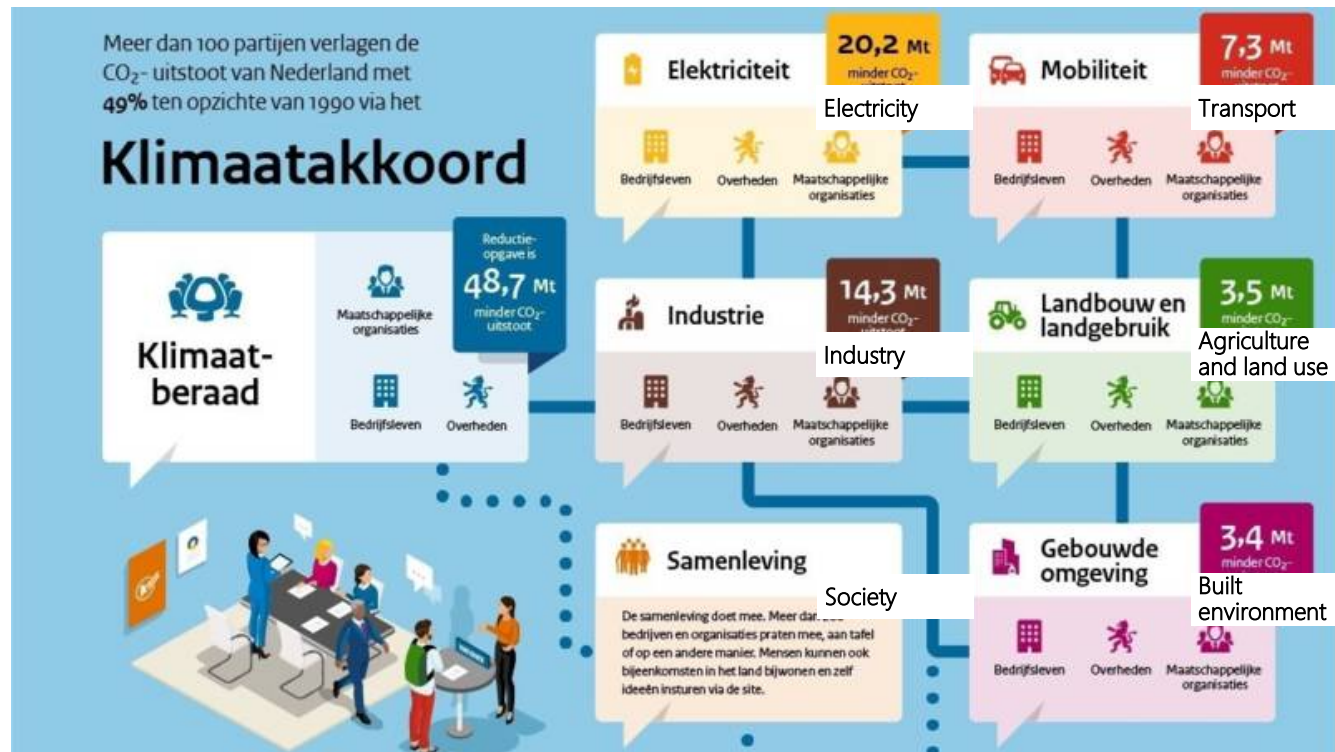 Meer dan 100 partijen verlagen de
CO₂- uitstoot van Nederland met
49% ten opzichte van 1990 via het
Klimaatakkoord
Klimaat-
beraad
Maatschappelijke
organisaties
Bedrijfsleven
Overheden
Reductie-
opgave is
48,7 Mt
minder CO₂-
uitstoot
Elektriciteit
20,2 Mt
minder CO₂-
Electricity
Bedrijfsleven
Overheden
Maatschappelijke
organisaties
Mobiliteit
7,3 Mt
minder CO₂-
Transport
Bedrijfsleven
Overheden
Maatschappelijke
organisaties
Industrie
14,3 Mt
minder CO₂-
uitstoot
Industry
Bedrijfsleven
Overheden
Maatschappelijke
organisaties
Landbouw en
landgebruik
3,5 Mt
minder CO₂-
Agriculture
and land use
Bedrijfsleven
Overheden
Maatschappelijke
organisaties
Samenleving
Society
De samenleving doet mee. Meer dan
bedrijven en organisaties praten mee, aan tafel
of op een andere manier. Mensen kunnen ook
bijeenkomsten in het land bijwonen en zelf
ideeën insturen via de site.
Gebouwde
omgeving
3,4 Mt
minder CO₂-
Built
environment
Bedrijfsleven
Overheden
Maatschappelijke
organisaties